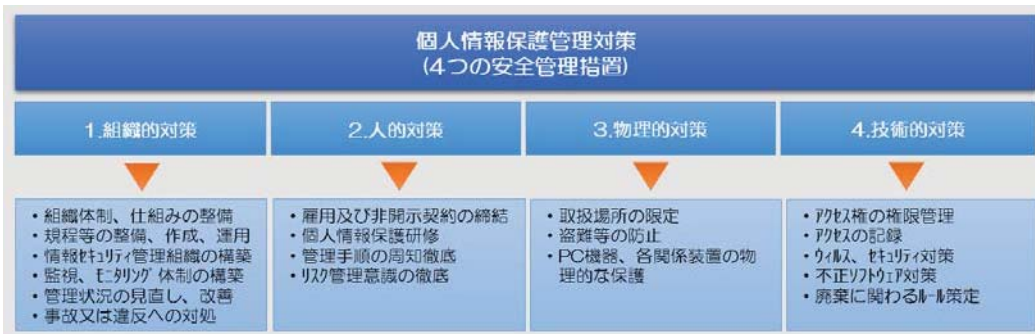 個人情報保護管理対策
(4つの安全管理措置)
1.組織的対策
2.人的対策
3.物理的対策
4.技術的対策
・組織体制、仕組みの整備
・規程等の整備、作成、運用
・情報ｾｷｭﾘﾃｨ管理組織の構築
・監視、ﾓﾆﾀﾘﾝｸﾞ体制の構築
・管理状況の見直し、改善
・事故又は違反への対処
・雇用及び非開示契約の締結
・個人情報保護研修
・管理手順の周知徹底
・ﾘｽｸ管理意識の徹底
・取扱場所の限定
・盗難等の防止
・PC機器、各関係装置の物
理的な保護
・ｱｸｾｽ権の権限管理
・ｱｸｾｽの記録
・ｳｨﾙｽ、ｾｷｭﾘﾃｨ対策
・不正ｿﾌﾄｳｪｱ対策
・廃棄に関わるﾙｰﾙ策定